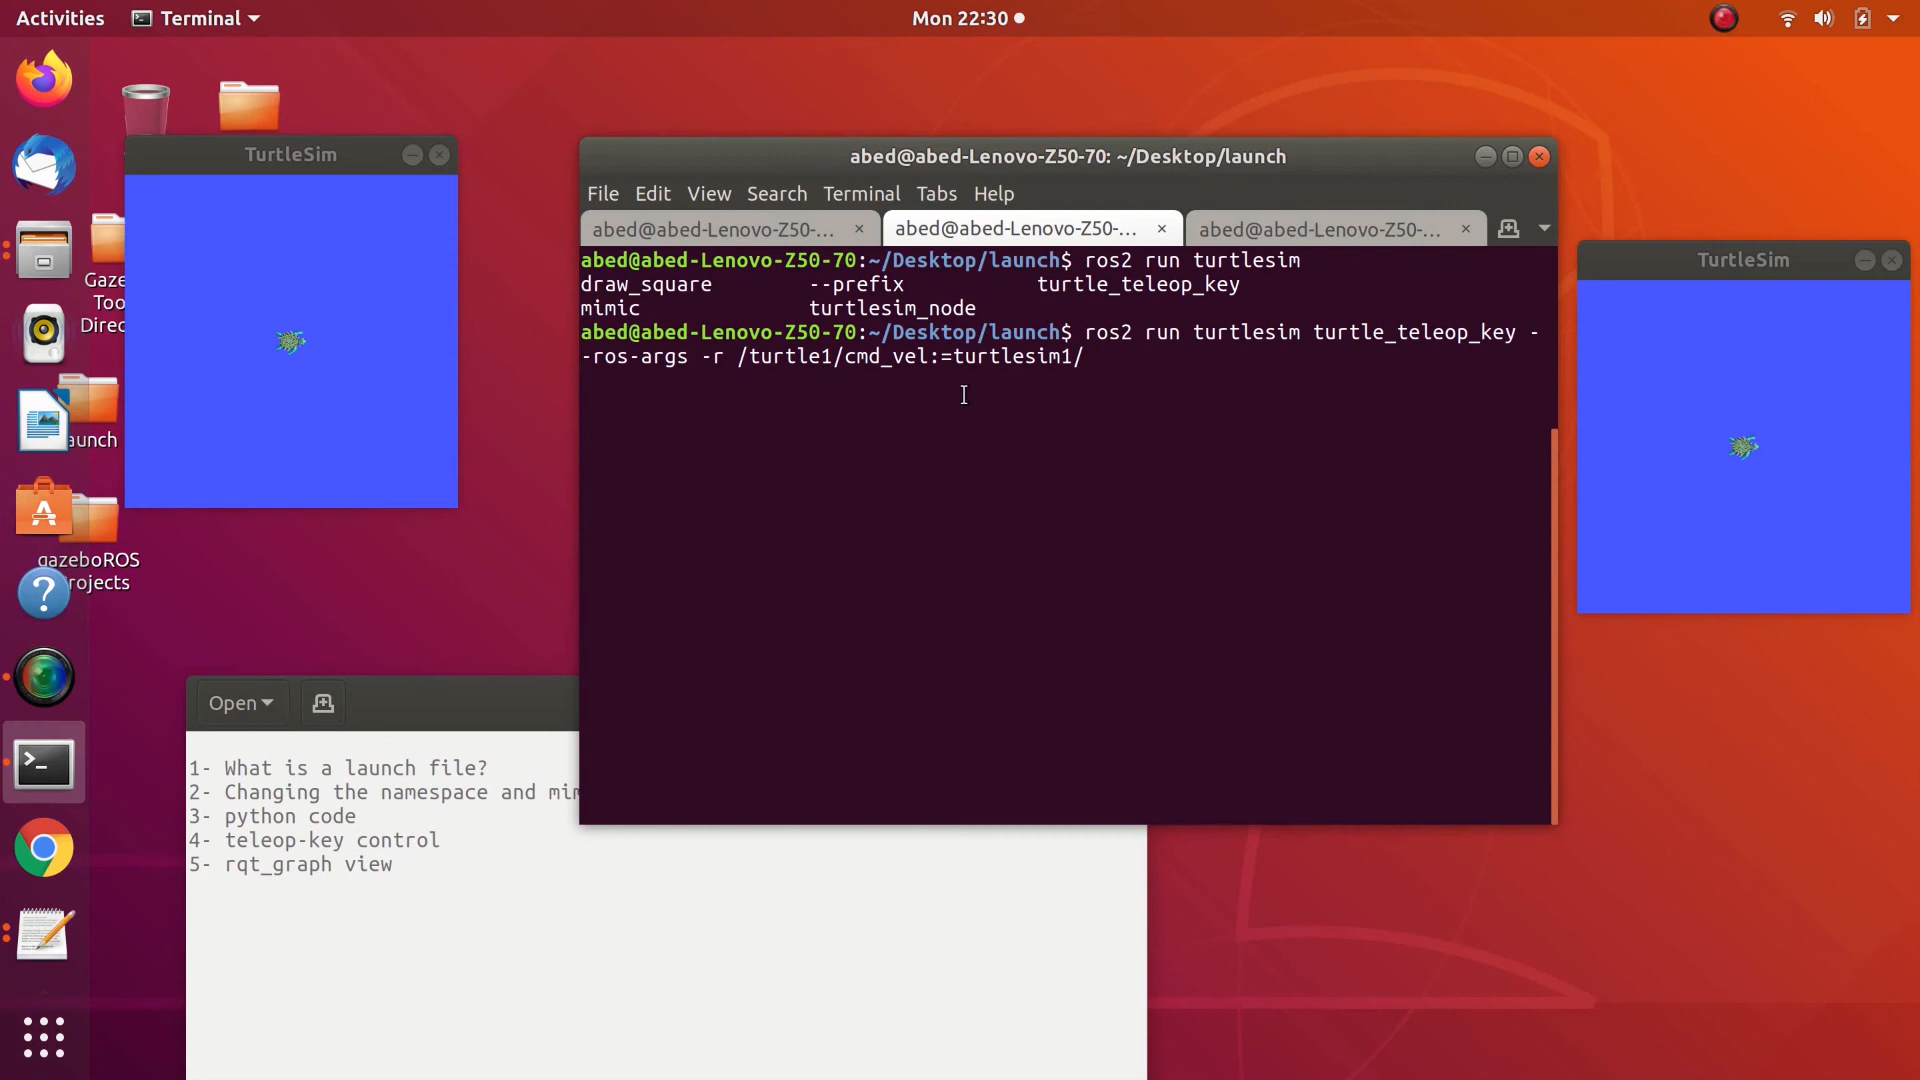 Activities
Terminal
Mon 22:30
TurtleSim
abed@abed-Lenovo-Z50-70: ~/Desktop/launch
File Edit View Search Terminal Tabs Help
abed@abed-Lenovo-Z50-... abed@abed-Lenovo-Z50-... abed@abed-Lenovo-Z50-...
abed@abed-Lenovo-Z50-70:~/Desktop/launch$ ros2 run turtlesim
draw_square --prefix turtle_teleop_key
mimic turtlesim_node
abed@abed-Lenovo-Z50-70:~/Desktop/launch$ ros2 run turtlesim turtle_teleop_key -
-ros-args -r /turtle1/cmd_vel:=turtlesim1/
TurtleSim
Gaze
Too
Direc
aunch
gazeboROS
rojects
Open
1- What is a launch file?
2- Changing the namespace and mim
3- python code
4- teleop-key control
5- rqt_graph view